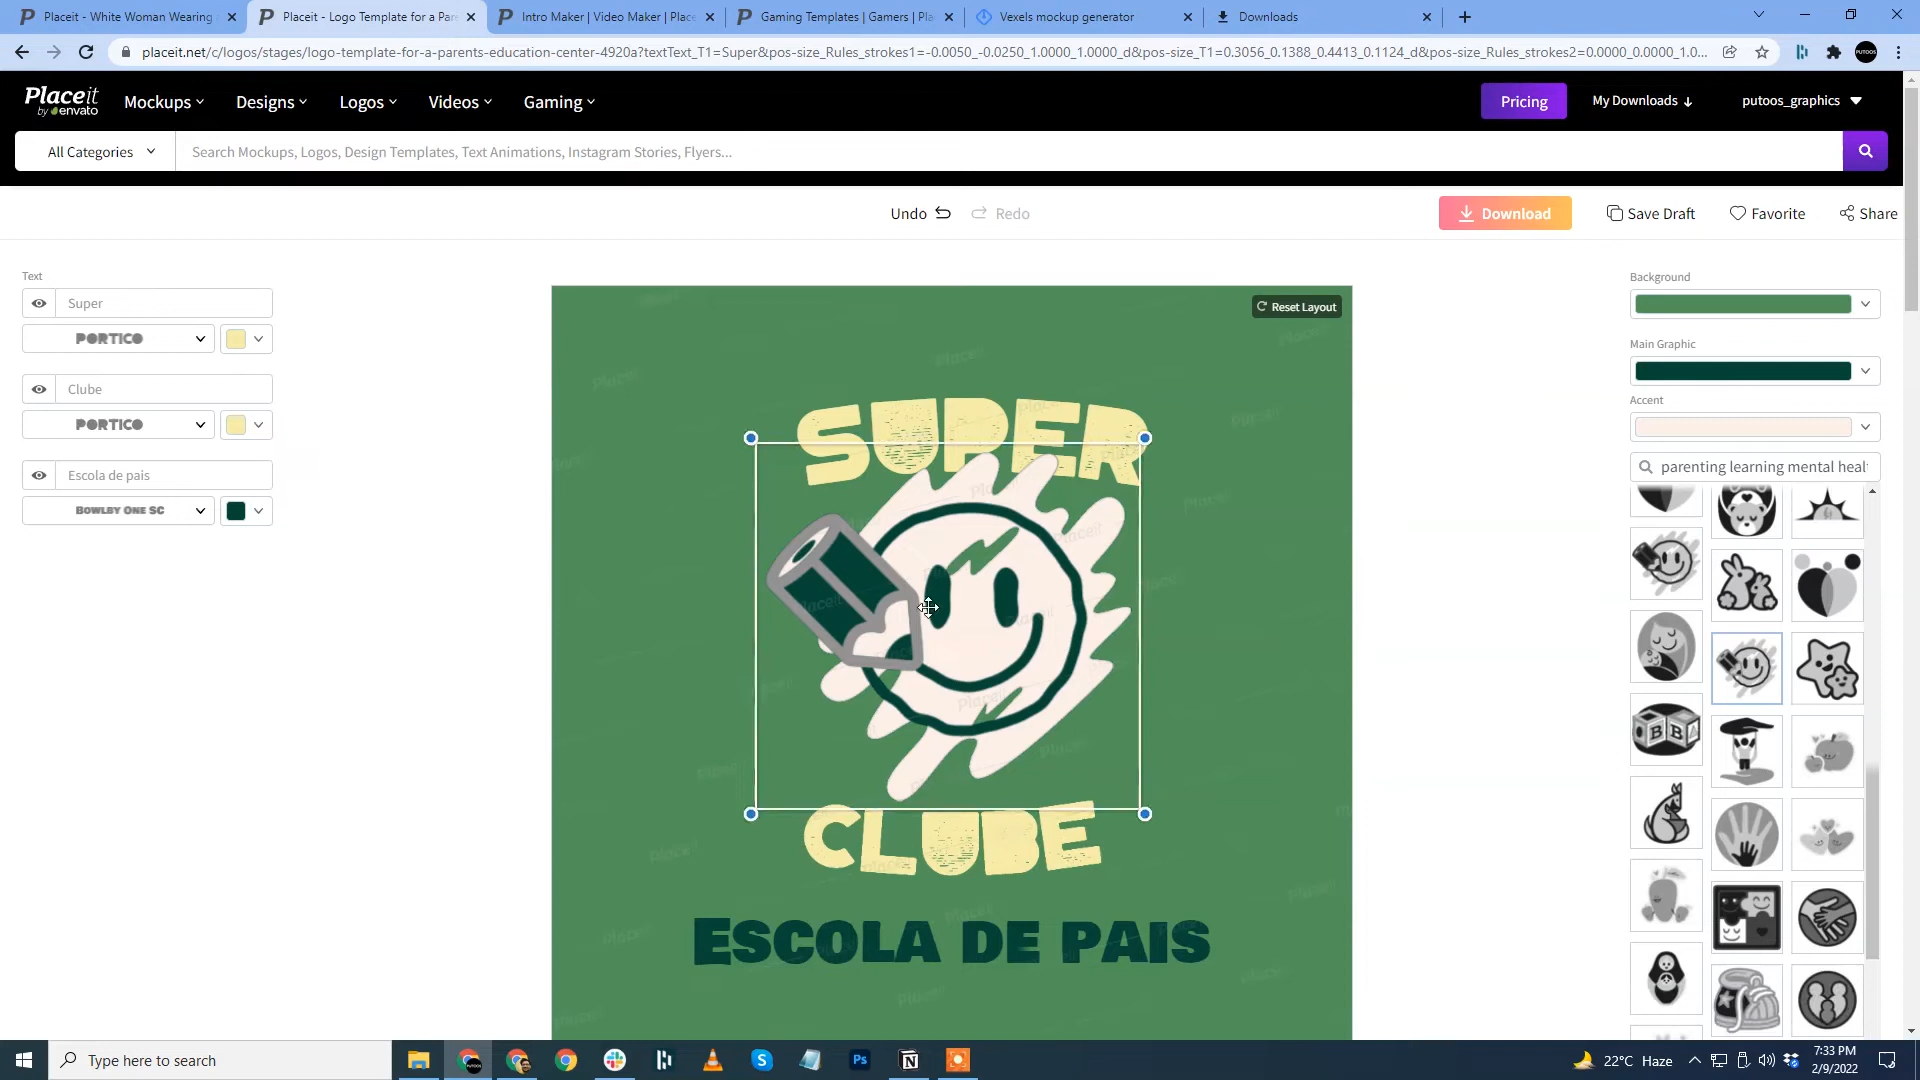 Placeit - White Woman Wearing
Placeit - Logo Template for a Par
Intro Maker | Video Maker | Place
Gaming Templates | Gamers | Pla
Vexels mockup generator
Downloads
placeit.net/c/logos/stages/logo-template-for-a-parents-education-center-4920a?textText_T1=Super&pos-size_Rules_strokes1=-0.0050_-0.0250_1.0000_1.0000_d&pos-size_T1=0.3056_0.1388_0.4413_0.1124_d&pos-size_Rules_strokes2=0.0000_0.0000_1.0...
PUTOOS
Placeit
by envato
Mockups
Designs
Logos
Videos
Gaming
Pricing
My Downloads
putoos_graphics
All Categories
Search Mockups, Logos, Design Templates, Text Animations, Instagram Stories, Flyers...
Undo
Redo
Download
Save Draft
Favorite
Share
Text
Super
PORTICO
Clube
PORTICO
Escola de pais
BOWLBY ONE SC
Reset Layout
SUPER
CLUBE
ESCOLA DE PAIS
Background
Main Graphic
Accent
parenting learning mental heal
Type here to search
Ps
22°C Haze
7:33 PM
2/9/2022